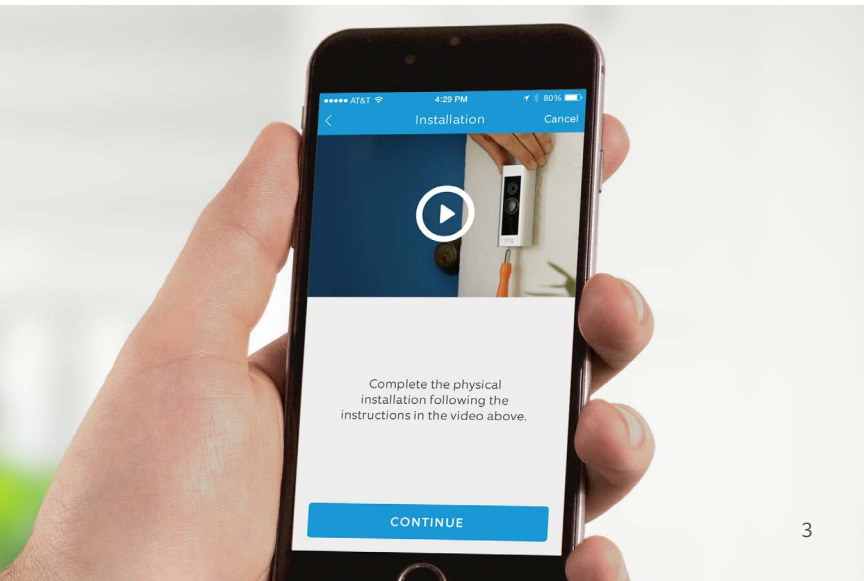 AT&T 4:29 PM 80%
Installation Cancel
ring
Complete the physical
installation following the
instructions in the video above.
CONTINUE
3